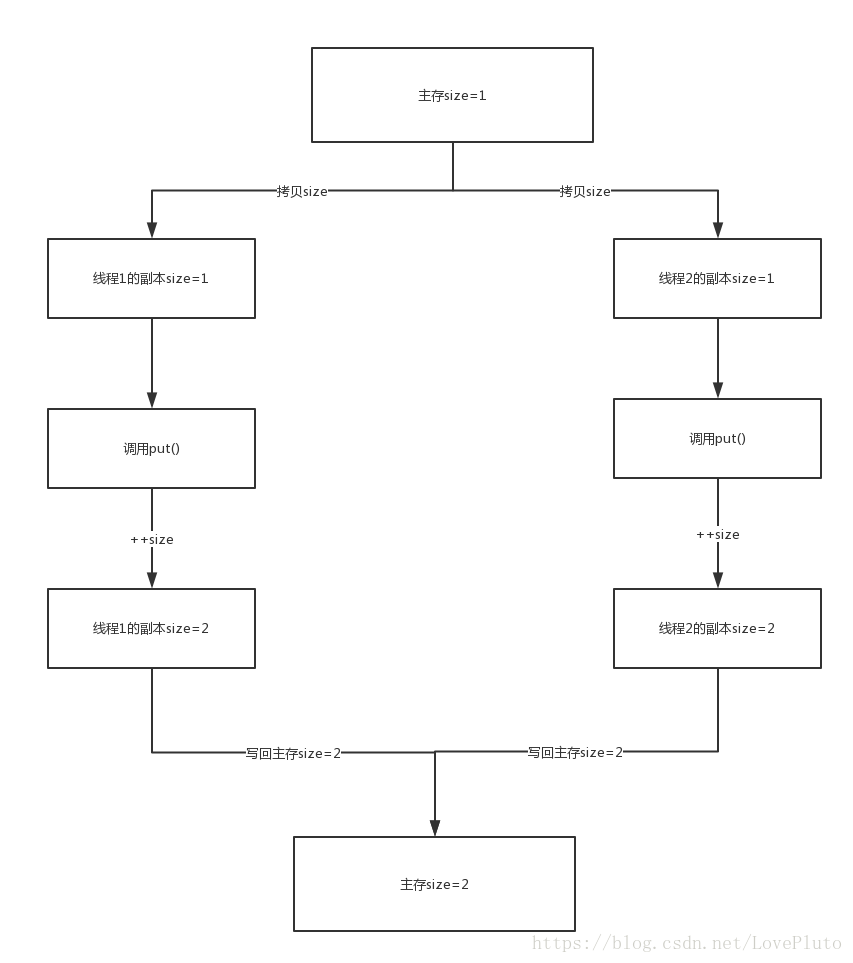 主存size=1
拷贝size
拷贝size
线程1的副本size=1
线程2的副本size=1
调用put()
调用put()
++size
++size
线程1的副本size=2
线程2的副本size=2
写回主存size=2
写回主存size=2
主存size=2
https://blog.csdn.net/LovePluto